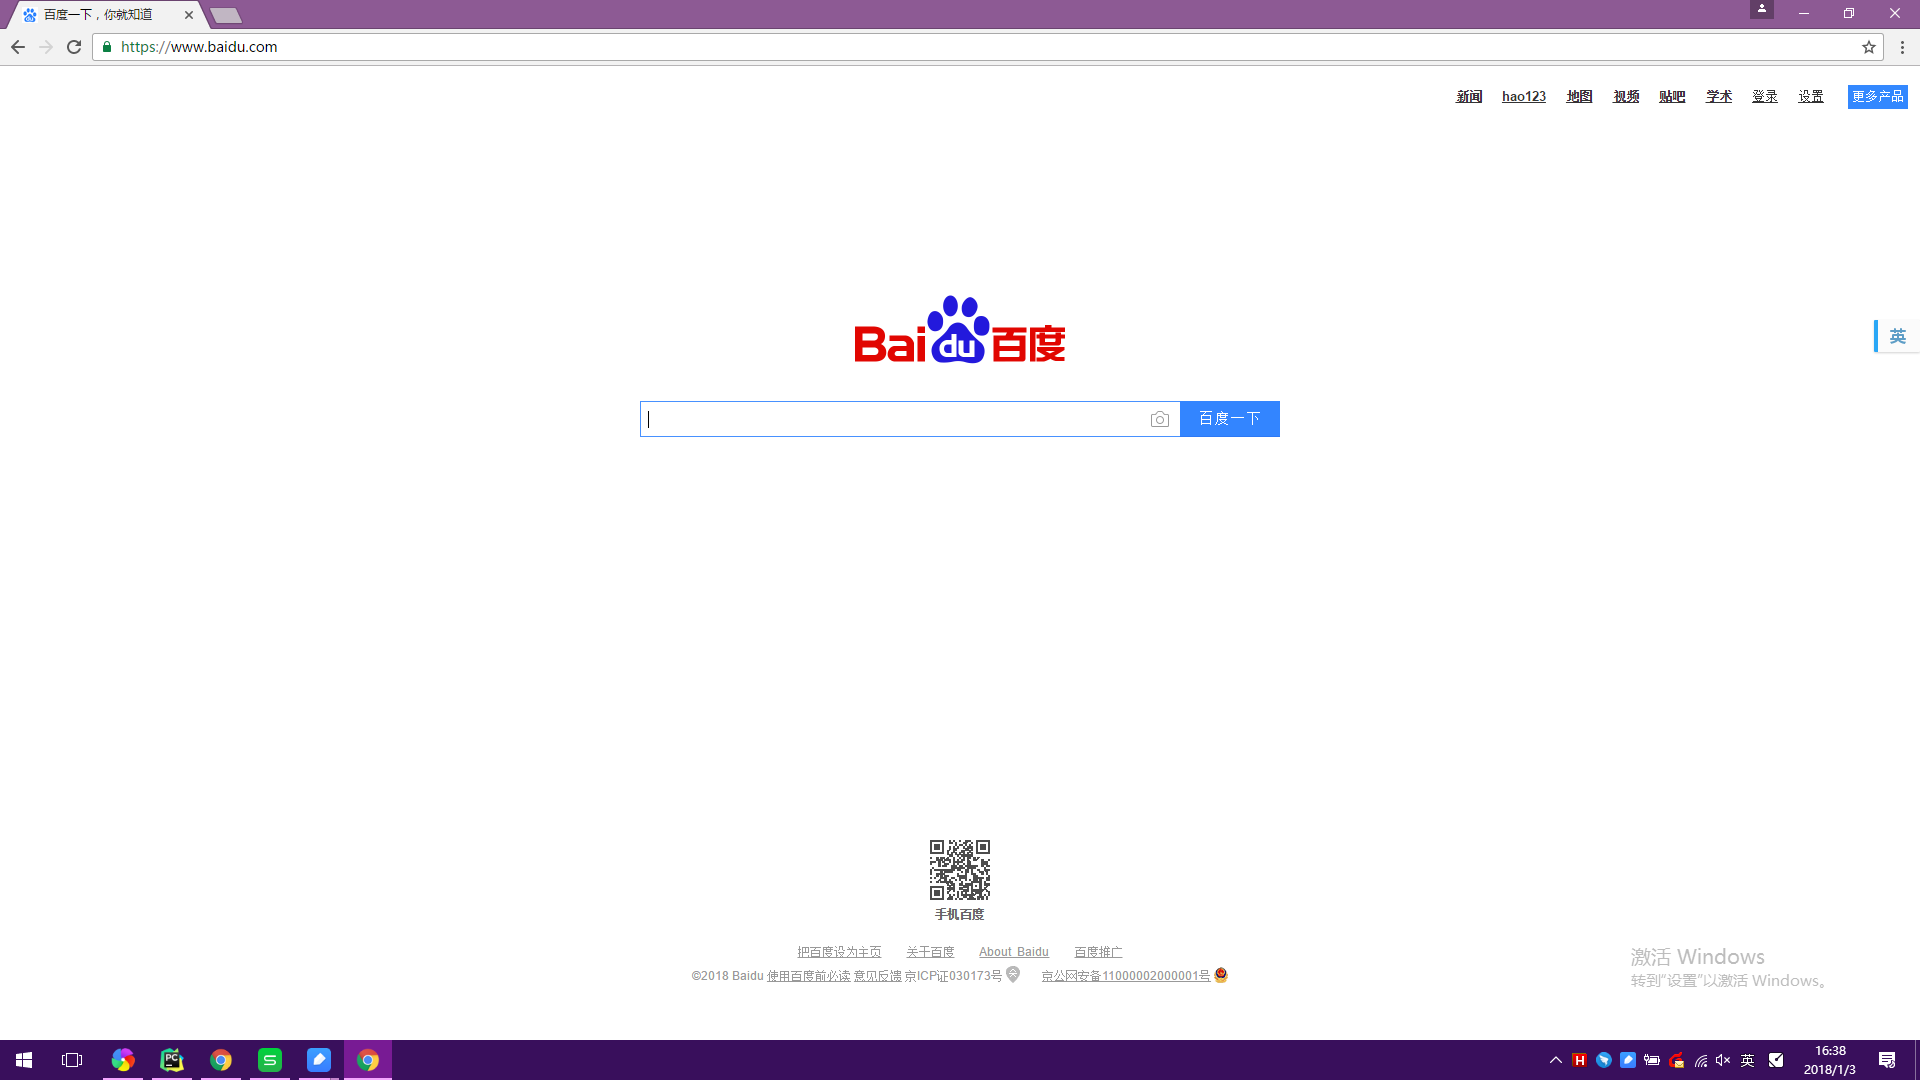 百度一下，你就知道
https://www.baidu.com
新闻 hao123 地图 视频 贴吧 学术 登录 设置 更多产品
Bai du 百度
英
百度一下
手机百度
把百度设为主页 关于百度 About Baidu 百度推广
©2018 Baidu 使用百度前必读 意见反馈 京ICP证030173号 京公网安备11000002000001号
激活 Windows
转到“设置”以激活 Windows。
PC S H 英 16:38
2018/1/3